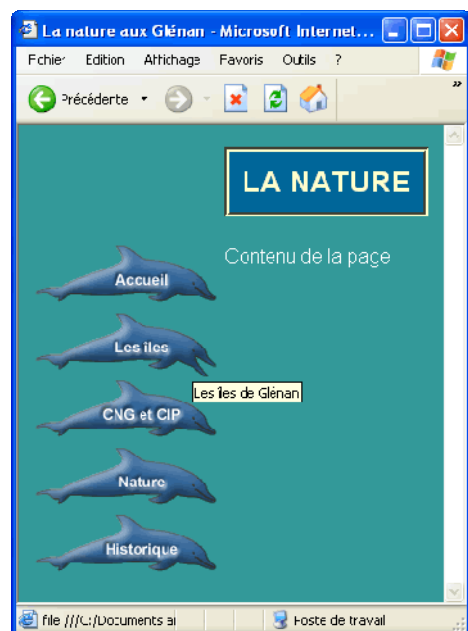 La nature aux Glénan - Microsoft Internet...
Fichier Edition Affichage Favoris Outils ?
Précédente
»
LA NATURE
Contenu de la page
Accueil
Les îles
Les îles de Glénan
CNG et CIP
Nature
Historique
file:///C:/Documents a
Poste de travail